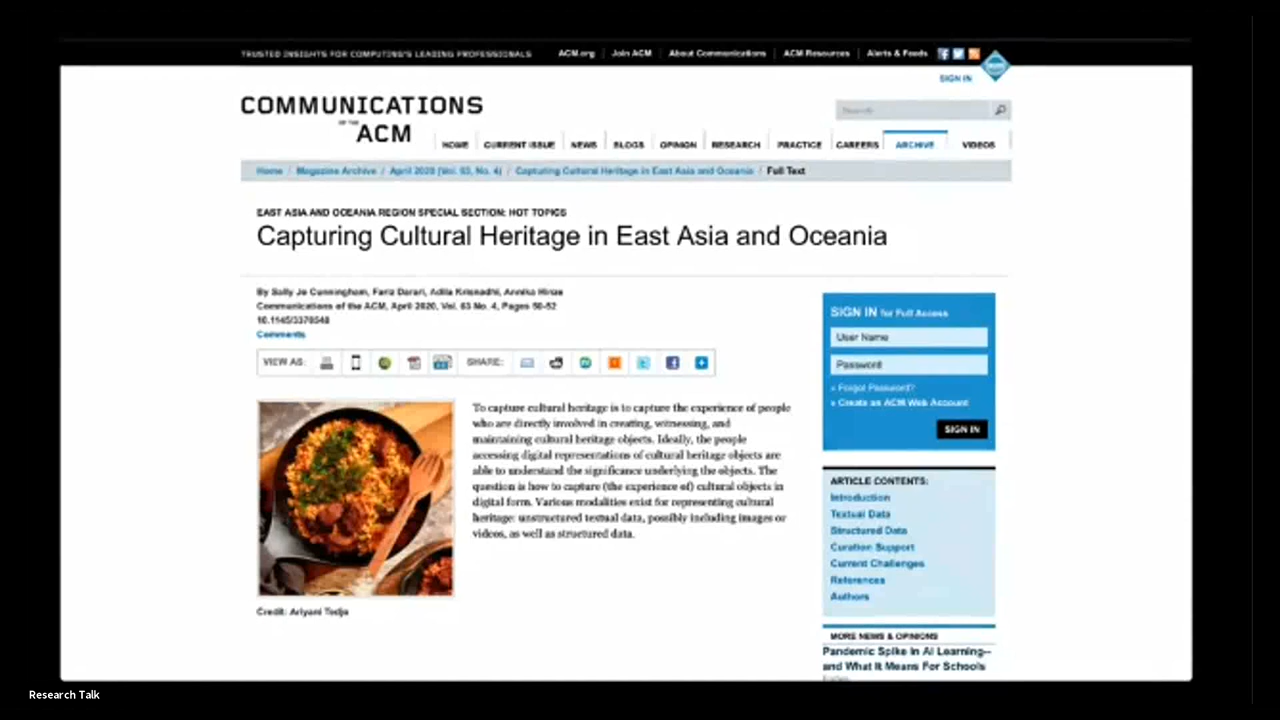 TRUSTED INSIGHTS FOR COMPUTING'S LEADING PROFESSIONALS
ACM.org Join ACM About Communications ACM Resources Alerts & Feeds
SIGN IN
COMMUNICATIONS
OF THE
ACM
Search
HOME CURRENT ISSUE NEWS BLOGS OPINION RESEARCH PRACTICE CAREERS ARCHIVE VIDEOS
Home / Magazine Archive / April 2020 (Vol. 63, No. 4) / Capturing Cultural Heritage in East Asia and Oceania / Full Text
EAST ASIA AND OCEANIA REGION SPECIAL SECTION: HOT TOPICS
Capturing Cultural Heritage in East Asia and Oceania
By Sally Jo Cunningham, Fariz Darari, Adila Krisnadhi, Annika Hinze
Communications of the ACM, April 2020, Vol. 63 No. 4, Pages 50-52
10.1145/3378548
Comments
VIEW AS: SHARE:
To capture cultural heritage is to capture the experience of people
who are directly involved in creating, witnessing, and
maintaining cultural heritage objects. Ideally, the people
accessing digital representations of cultural heritage objects are
able to understand the significance underlying the objects. The
question is how to capture (the experience of) cultural objects in
digital form. Various modalities exist for representing cultural
heritage: unstructured textual data, possibly including images or
videos, as well as structured data.
Credit: Ariyani Tedjo
SIGN IN for Full Access
User Name
Password
» Forgot Password?
» Create an ACM Web Account
SIGN IN
ARTICLE CONTENTS:
Introduction
Textual Data
Structured Data
Curation Support
Current Challenges
References
Authors
MORE NEWS & OPINIONS
Pandemic Spike in AI Learning--
and What It Means For Schools
Research Talk